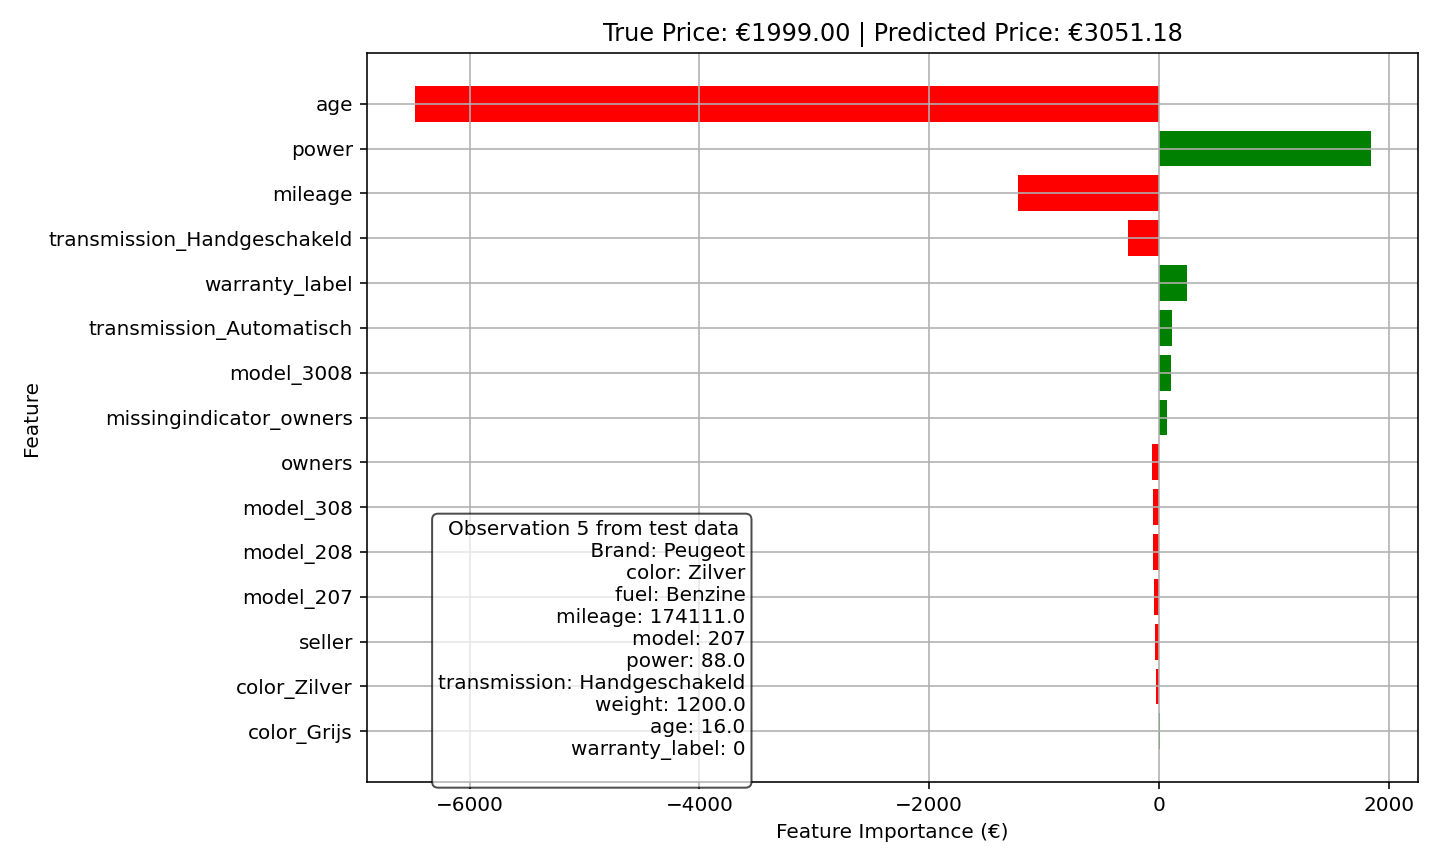 True Price: €1999.00 | Predicted Price: €3051.18
age
power
mileage
transmission_Handgeschakeld
warranty_label
transmission_Automatisch
model_3008
missingindicator_owners
owners
model_308
model_208
model_207
seller
color_Zilver
color_Grijs
Feature
Observation 5 from test data
Brand: Peugeot
color: Zilver
fuel: Benzine
mileage: 174111.0
model: 207
power: 88.0
transmission: Handgeschakeld
weight: 1200.0
age: 16.0
warranty_label: 0
−6000 −4000 −2000 0 2000
Feature Importance (€)